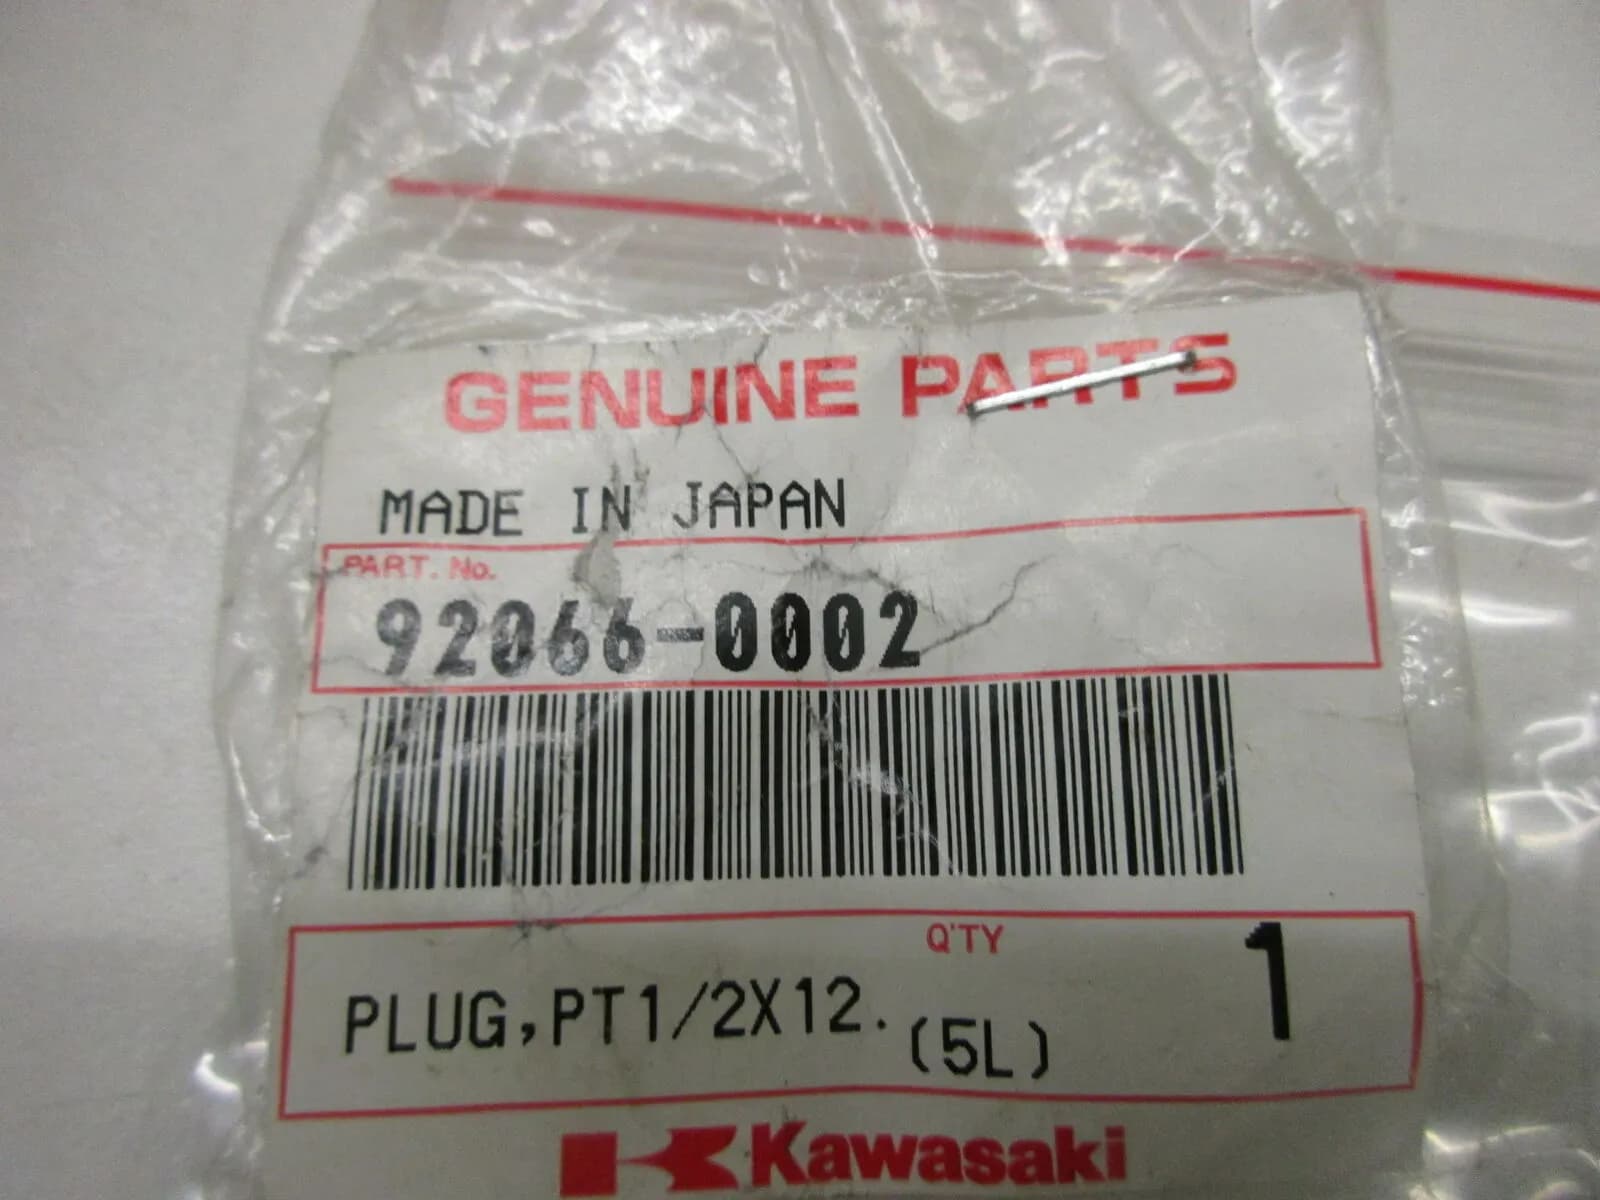 GENUINE PARTS
MADE IN JAPAN
PART. No.
92066-0002
Q'TY
1
PLUG,PT1/2X12.
(5L)
Kawasaki